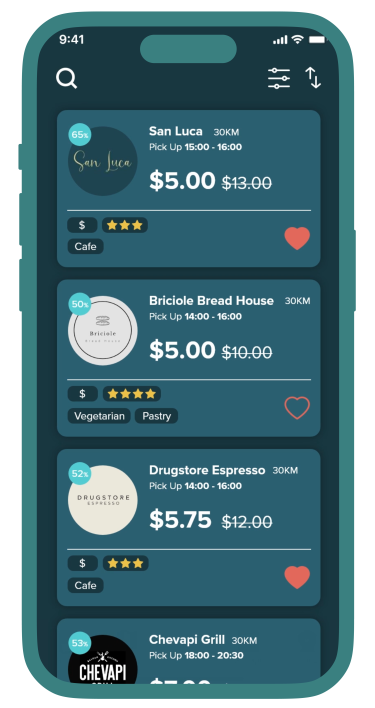 9:41
65%
San Luca
San Luca 30KM
Pick Up 15:00 - 16:00
$5.00 $13.00
$
Cafe
50%
Briciole
BREAD HOUSE
Briciole Bread House 30KM
Pick Up 14:00 - 16:00
$5.00 $10.00
$
Vegetarian Pastry
52%
DRUGSTORE
ESPRESSO
Drugstore Espresso 30KM
Pick Up 14:00 - 16:00
$5.75 $12.00
$
Cafe
53%
CHEVAPI
Chevapi Grill 30KM
Pick Up 18:00 - 20:30